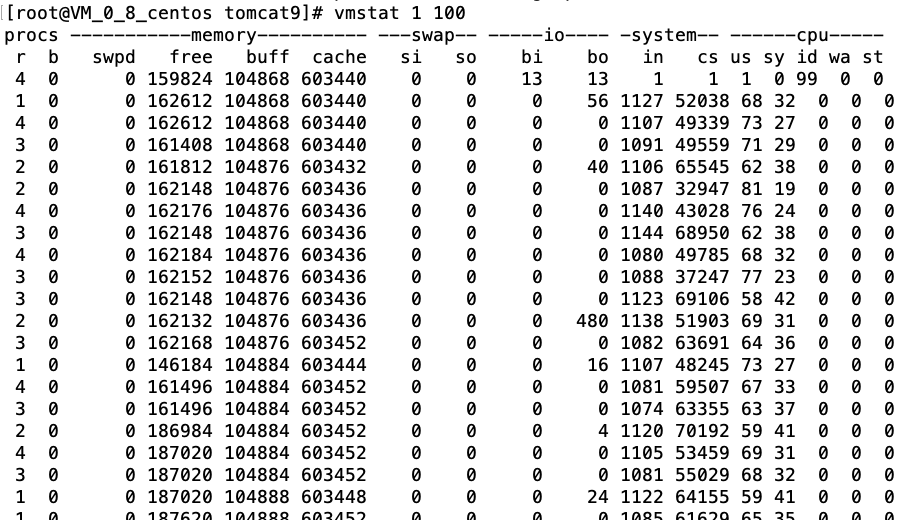 [root@VM_0_8_centos tomcat9]# vmstat 1 100
procs -----------memory---------- ---swap-- -----io---- -system-- ------cpu-----
 r  b   swpd   free   buff  cache   si   so    bi    bo   in   cs us sy id wa st
 4  0      0 159824 104868 603440    0    0    13    13    1    1  1  0 99  0  0
 1  0      0 162612 104868 603440    0    0     0    56 1127 52038 68 32  0  0  0
 4  0      0 162612 104868 603440    0    0     0     0 1107 49339 73 27  0  0  0
 3  0      0 161408 104868 603440    0    0     0     0 1091 49559 71 29  0  0  0
 2  0      0 161812 104876 603432    0    0     0    40 1106 65545 62 38  0  0  0
 2  0      0 162148 104876 603436    0    0     0     0 1087 32947 81 19  0  0  0
 4  0      0 162176 104876 603436    0    0     0     0 1140 43028 76 24  0  0  0
 3  0      0 162148 104876 603436    0    0     0     0 1144 68950 62 38  0  0  0
 4  0      0 162184 104876 603436    0    0     0     0 1080 49785 68 32  0  0  0
 3  0      0 162152 104876 603436    0    0     0     0 1088 37247 77 23  0  0  0
 3  0      0 162148 104876 603436    0    0     0     0 1123 69106 58 42  0  0  0
 2  0      0 162132 104876 603436    0    0     0   480 1138 51903 69 31  0  0  0
 3  0      0 162168 104876 603452    0    0     0     0 1082 63691 64 36  0  0  0
 1  0      0 146184 104884 603444    0    0     0    16 1107 48245 73 27  0  0  0
 4  0      0 161496 104884 603452    0    0     0     0 1081 59507 67 33  0  0  0
 3  0      0 161496 104884 603452    0    0     0     0 1074 63355 63 37  0  0  0
 2  0      0 186984 104884 603452    0    0     0     4 1120 70192 59 41  0  0  0
 4  0      0 187020 104884 603452    0    0     0     0 1105 53459 69 31  0  0  0
 3  0      0 187020 104884 603452    0    0     0     0 1081 55029 68 32  0  0  0
 1  0      0 187020 104888 603448    0    0     0    24 1122 64155 59 41  0  0  0
 1  0      0 187620 104888 603452    0    0     0     0 1085 61629 65 35  0  0  0